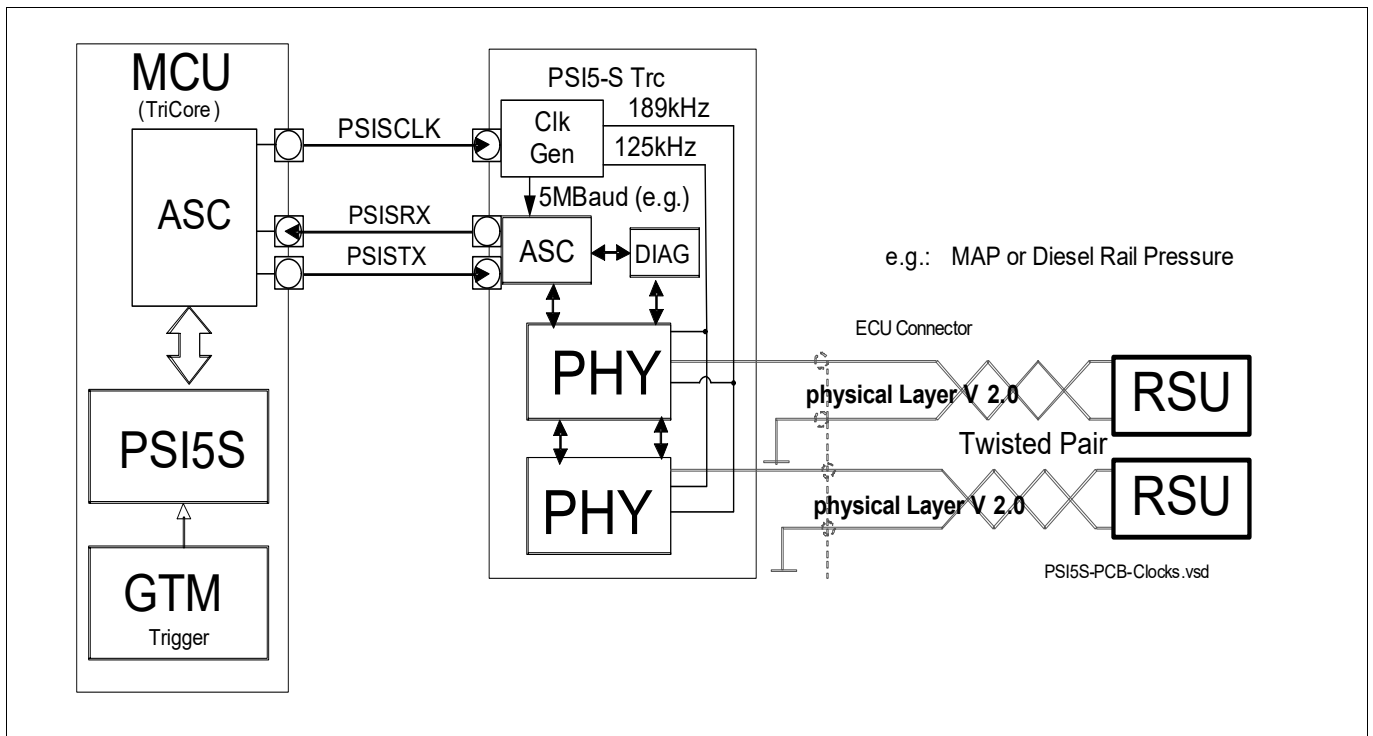 MCU
(TriCore)
ASC
PSI5S
GTM
Trigger
PSISCLK
PSISRX
PSISTX
PSI5-S Trc
Clk
Gen
189kHz
125kHz
5MBaud (e.g.)
ASC
DIAG
PHY
PHY
e.g.: MAP or Diesel Rail Pressure
ECU Connector
physical Layer V 2.0
RSU
Twisted Pair
physical Layer V 2.0
RSU
PSI5S-PCB-Clocks.vsd